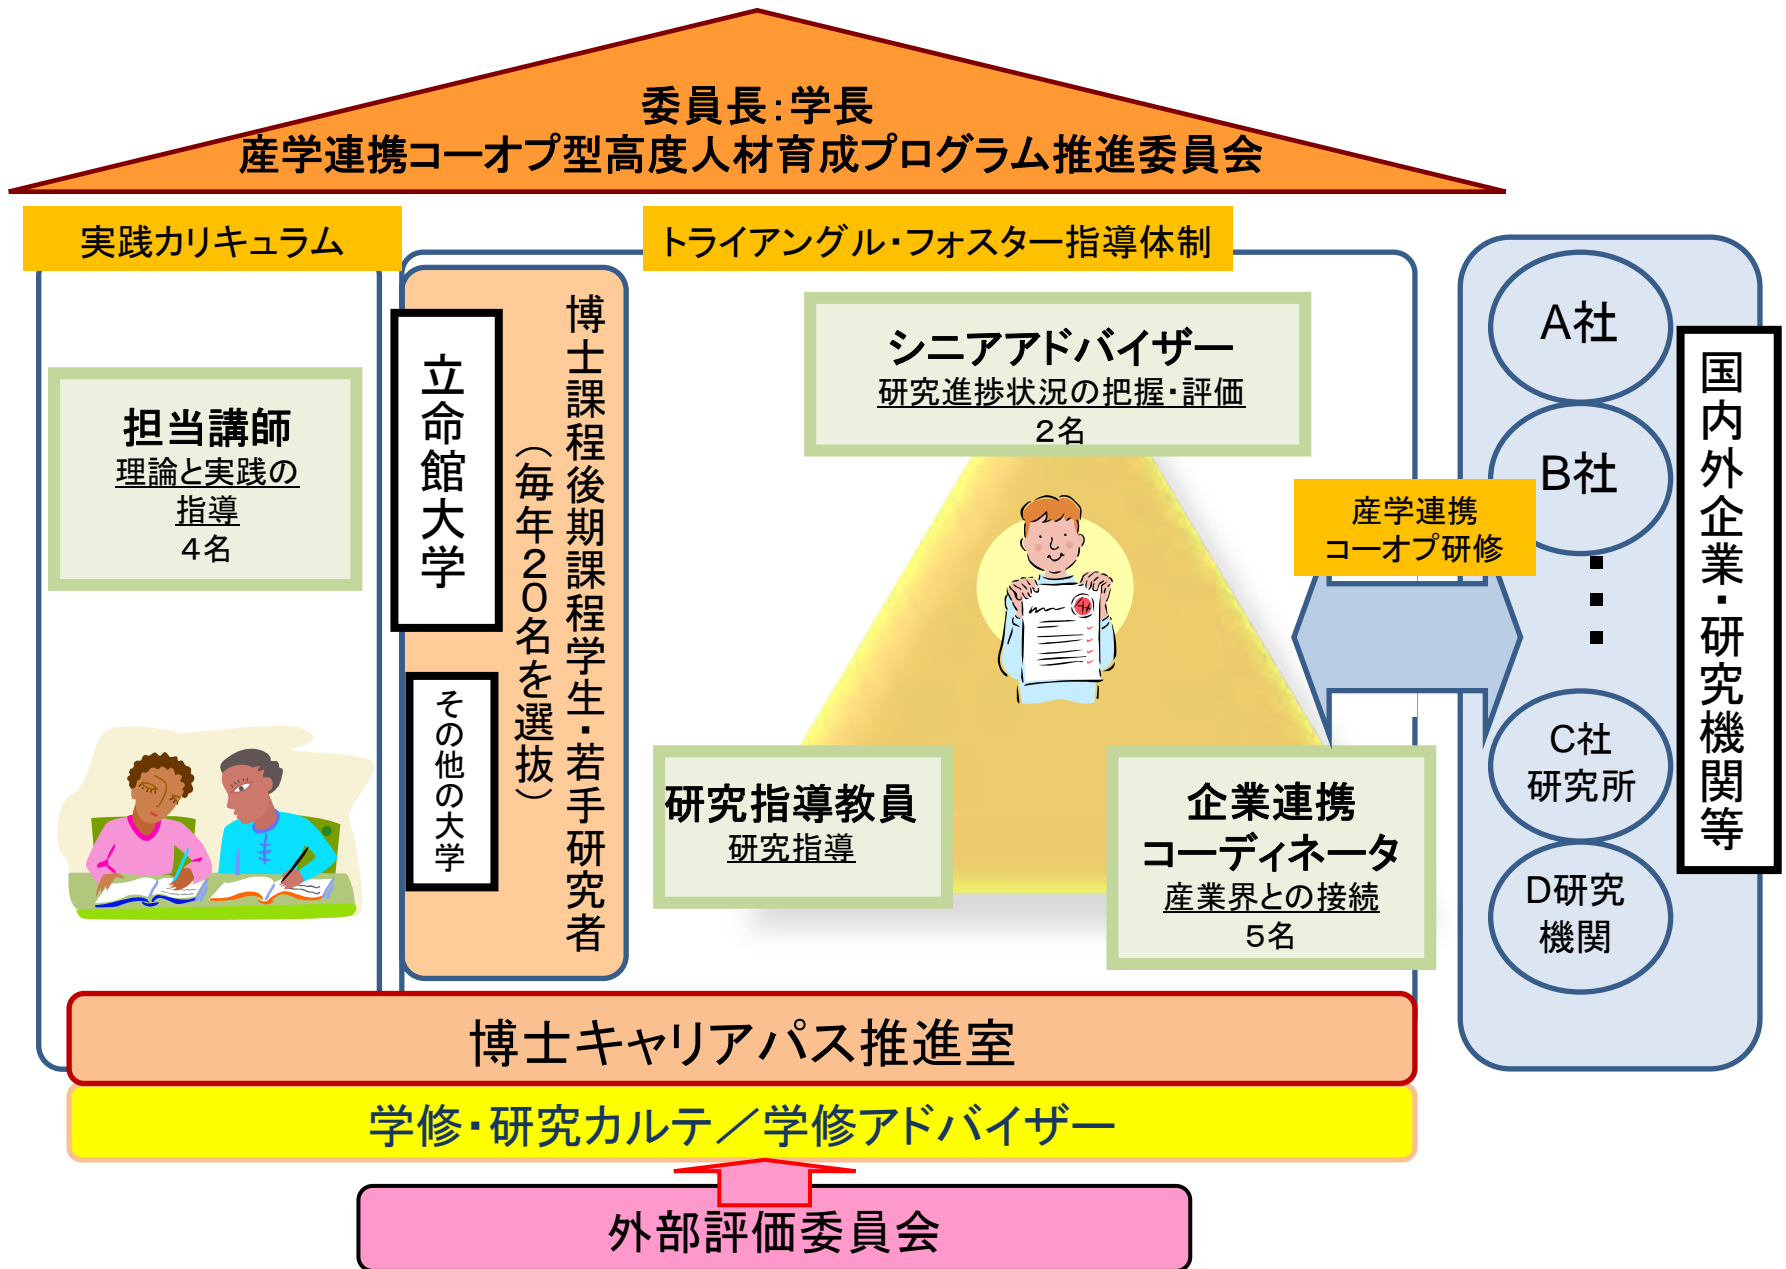 委員長：学長
産学連携コーオプ型高度人材育成プログラム推進委員会
実践カリキュラム
トライアングル・フォスター指導体制
担当講師
理論と実践の
指導
４名
立命館大学
その他の大学
博士課程後期課程学生・若手研究者
（毎年２０名を選抜）
シニアアドバイザー
研究進捗状況の把握・評価
２名
研究指導教員
研究指導
企業連携
コーディネータ
産業界との接続
５名
産学連携
コーオプ研修
A社
B社
C社
研究所
D研究
機関
国内外企業・研究機関等
博士キャリアパス推進室
学修・研究カルテ／学修アドバイザー
外部評価委員会